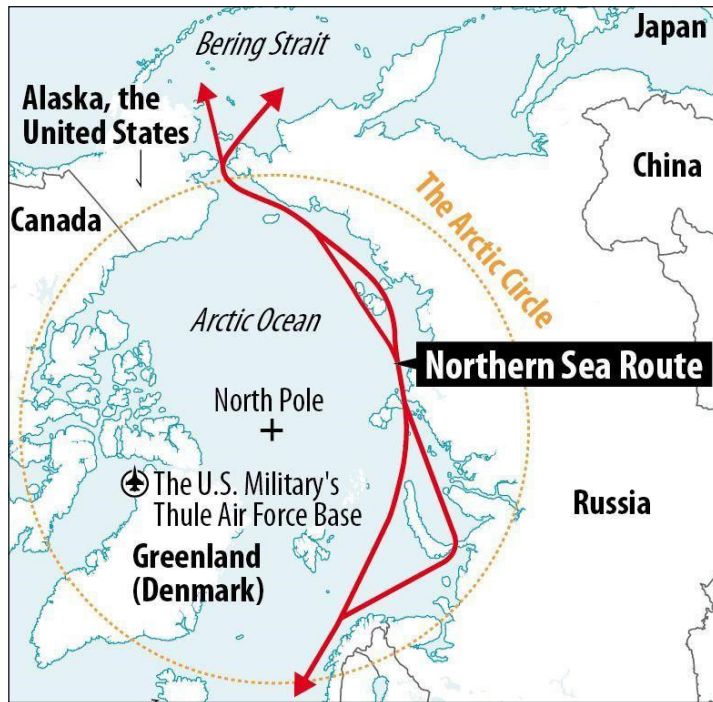 Bering Strait
Japan
Alaska, the
United States
China
Canada
The Arctic Circle
Arctic Ocean
Northern Sea Route
North Pole
The U.S. Military's
Thule Air Force Base
Russia
Greenland
(Denmark)